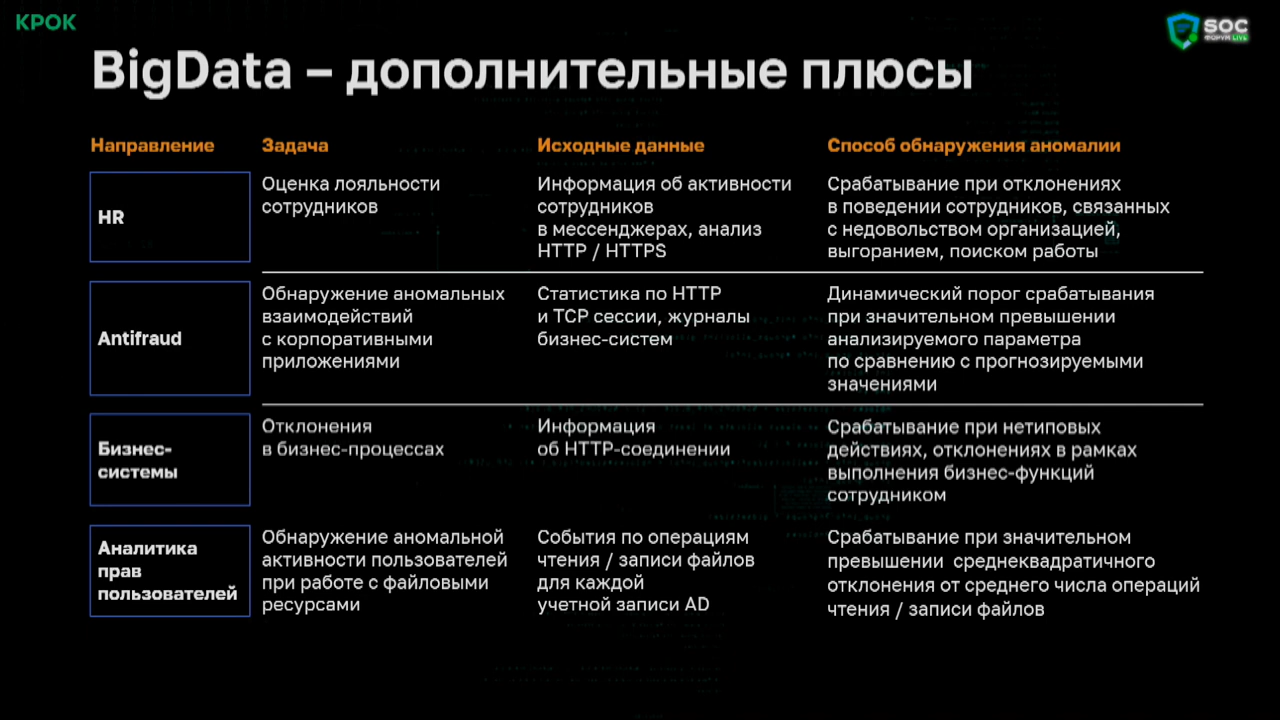 КРОК
SOC
ФОРУМ LIVE
BigData – дополнительные плюсы
Направление
Задача
Исходные данные
Способ обнаружения аномалии
HR
Оценка лояльности
сотрудников
Информация об активности
сотрудников
в мессенджерах, анализ
HTTP / HTTPS
Срабатывание при отклонениях
в поведении сотрудников, связанных
с недовольством организацией,
выгоранием, поиском работы
Antifraud
Обнаружение аномальных
взаимодействий
с корпоративными
приложениями
Статистика по HTTP
и TCP сессии, журналы
бизнес-систем
Динамический порог срабатывания
при значительном превышении
анализируемого параметра
по сравнению с прогнозируемыми
значениями
Бизнес-
системы
Отклонения
в бизнес-процессах
Информация
об HTTP-соединении
Срабатывание при нетиповых
действиях, отклонениях в рамках
выполнения бизнес-функций
сотрудником
Аналитика
прав
пользователей
Обнаружение аномальной
активности пользователей
при работе с файловыми
ресурсами
События по операциям
чтения / записи файлов
для каждой
учетной записи AD
Срабатывание при значительном
превышении среднеквадратичного
отклонения от среднего числа операций
чтения / записи файлов